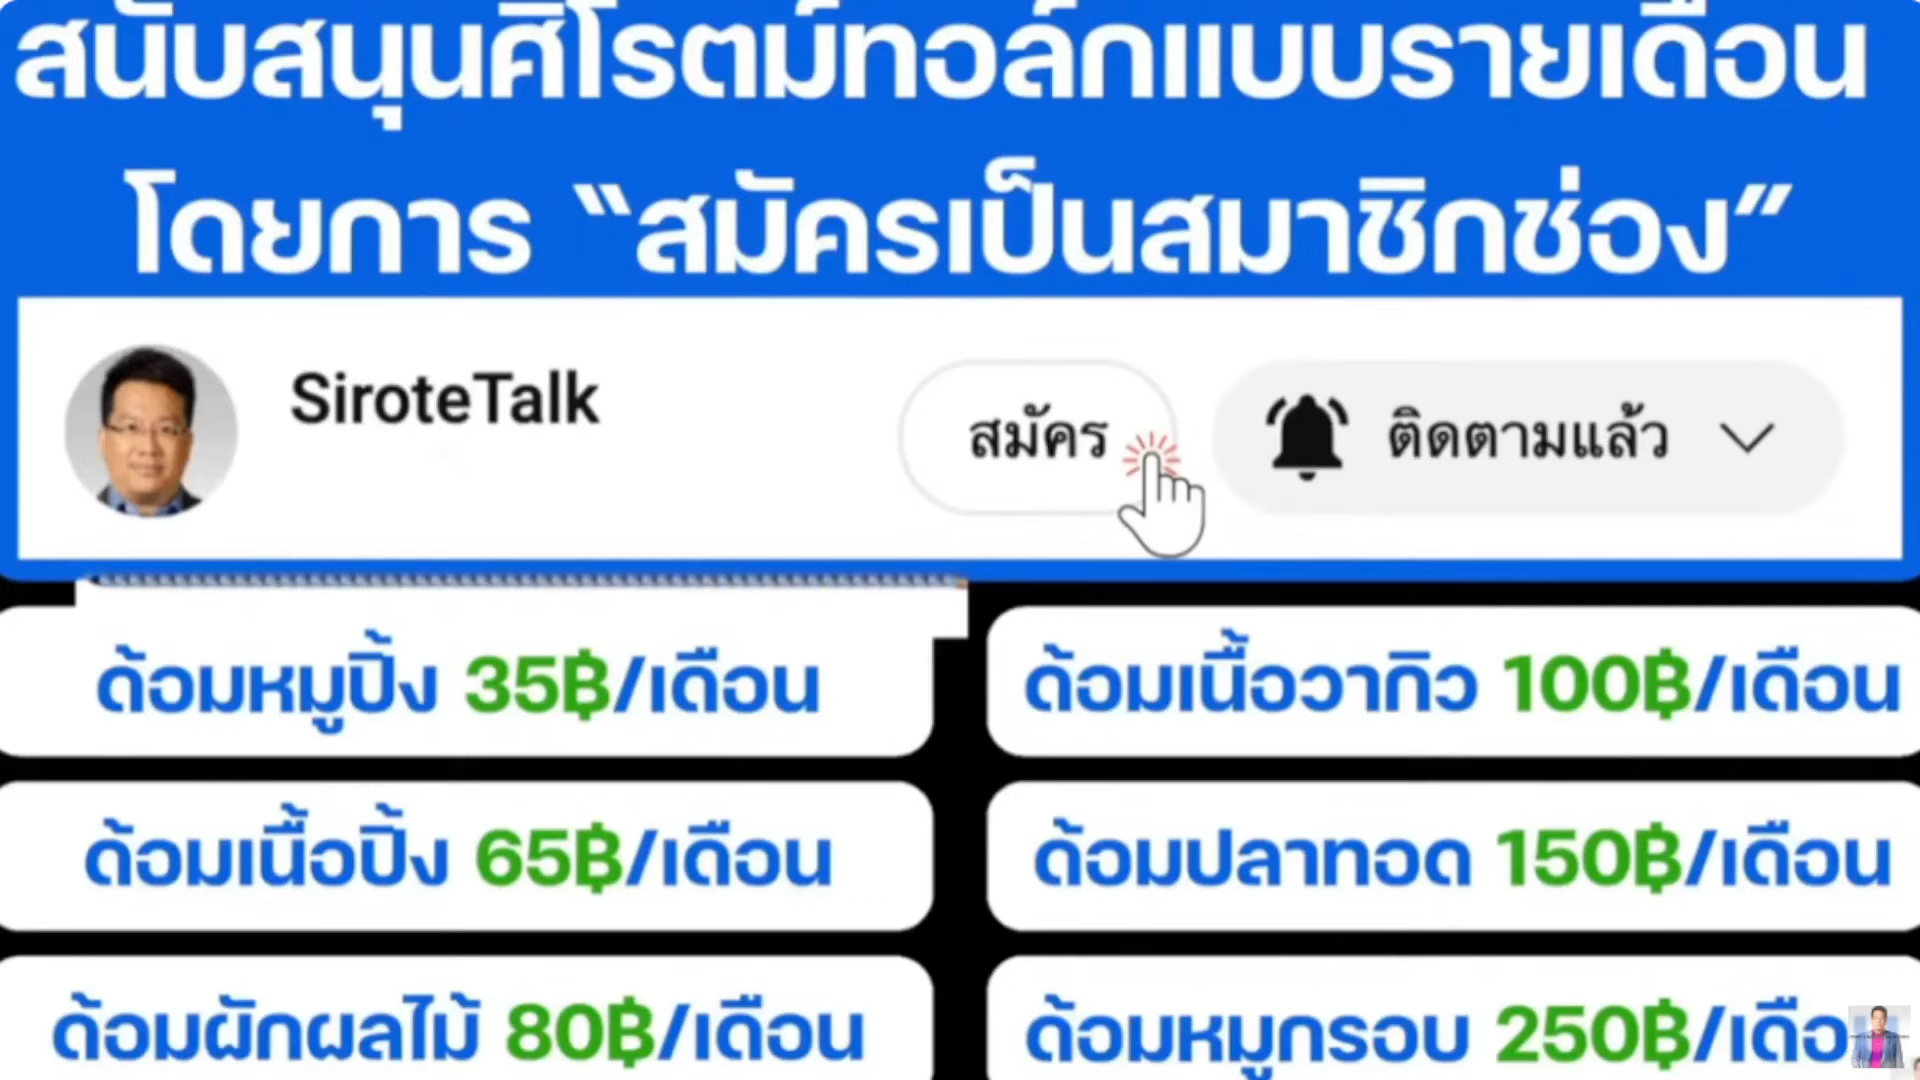 สนับสนุนศิโรตม์ทอล์กแบบรายเดือน
โดยการ “สมัครเป็นสมาชิกช่อง”
SiroteTalk
สมัคร
ติดตามแล้ว
ด้อมหมูปิ้ง 35฿/เดือน
ด้อมเนื้อวากิว 100฿/เดือน
ด้อมเนื้อปิ้ง 65฿/เดือน
ด้อมปลาทอด 150฿/เดือน
ด้อมผักผลไม้ 80฿/เดือน
ด้อมหมูกรอบ 250฿/เดือ